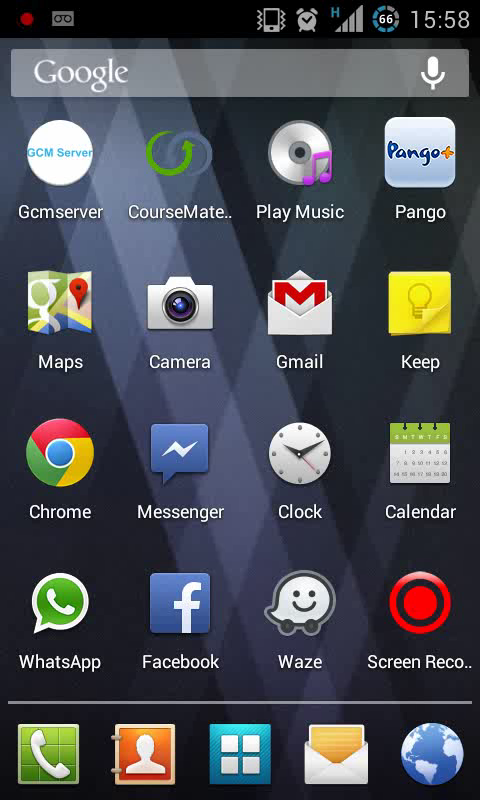 H 66 15:58
Google
GCM Server
Pango+
Gcmserver CourseMate.. Play Music Pango
Maps Camera Gmail Keep
Chrome Messenger Clock Calendar
WhatsApp Facebook Waze Screen Reco..